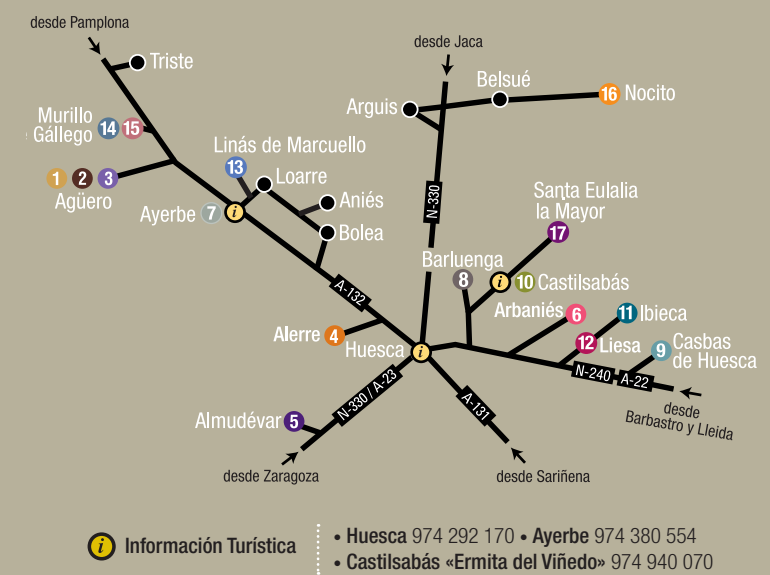 desde Pamplona
Triste
desde Jaca
Belsué
Arguis
16 Nocito
Murillo
Gállego 14 15
1 2 3
Agüero
Linás de Marcuello
13
Loarre
Aniés
Ayerbe 7 i
Bolea
N-330
Santa Eulalia
la Mayor
17
Barluenga
8
i 10 Castilsabás
A-132
Arbaniés 6
11 Ibieca
Alerre 4
Huesca i
12 Liesa
9 Casbas
de Huesca
N-240 A-22
N-330 / A-23
A-131
desde
Barbastro y Lleida
Almudévar 5
desde Zaragoza
desde Sariñena
i Información Turística
• Huesca 974 292 170 • Ayerbe 974 380 554
• Castilsabás «Ermita del Viñedo» 974 940 070